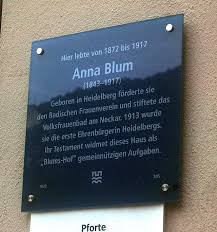 Hier lebte von 1872 bis 1917
Anna Blum
(1843-1917)
Geboren in Heidelberg förderte sie
den Badischen Frauenverein und stiftete das
Volksfrauenbad am Neckar. 1913 wurde
sie die erste Ehrenbürgerin Heidelbergs.
Ihr Testament widmet dieses Haus als
„Blums-Hof" gemeinnützigen Aufgaben.
Pforte